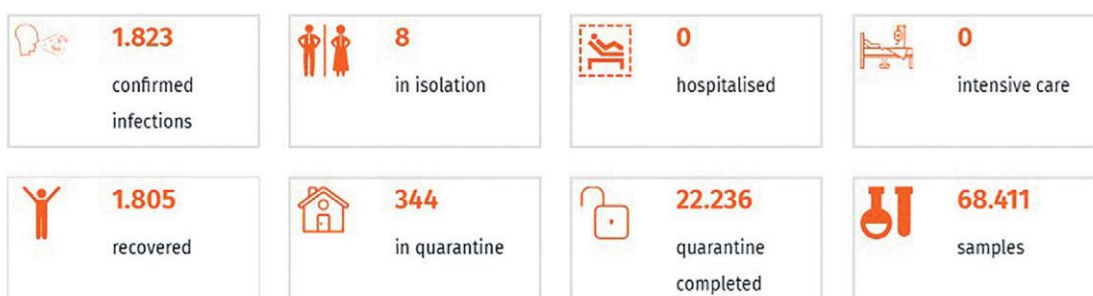 1.823
confirmed
infections
8
in isolation
0
hospitalised
0
intensive care
1.805
recovered
344
in quarantine
22.236
quarantine
completed
68.411
samples